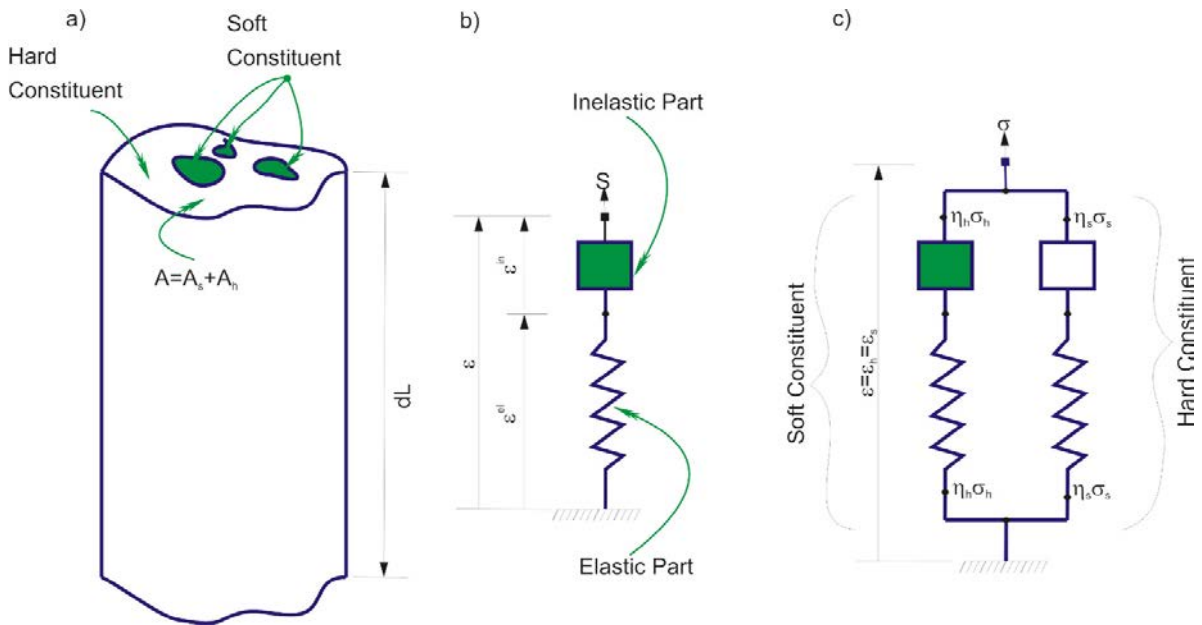 a)
Hard
Constituent
Soft
Constituent
A=Aₛ+Aₕ
dL
b)
Inelastic Part
S
εⁱⁿ
ε
εᵉˡ
Elastic Part
c)
σ
ηₕσₕ
ηₛσₛ
Soft Constituent
ε=εₕ=εₛ
Hard Constituent
ηₕσₕ
ηₛσₛ